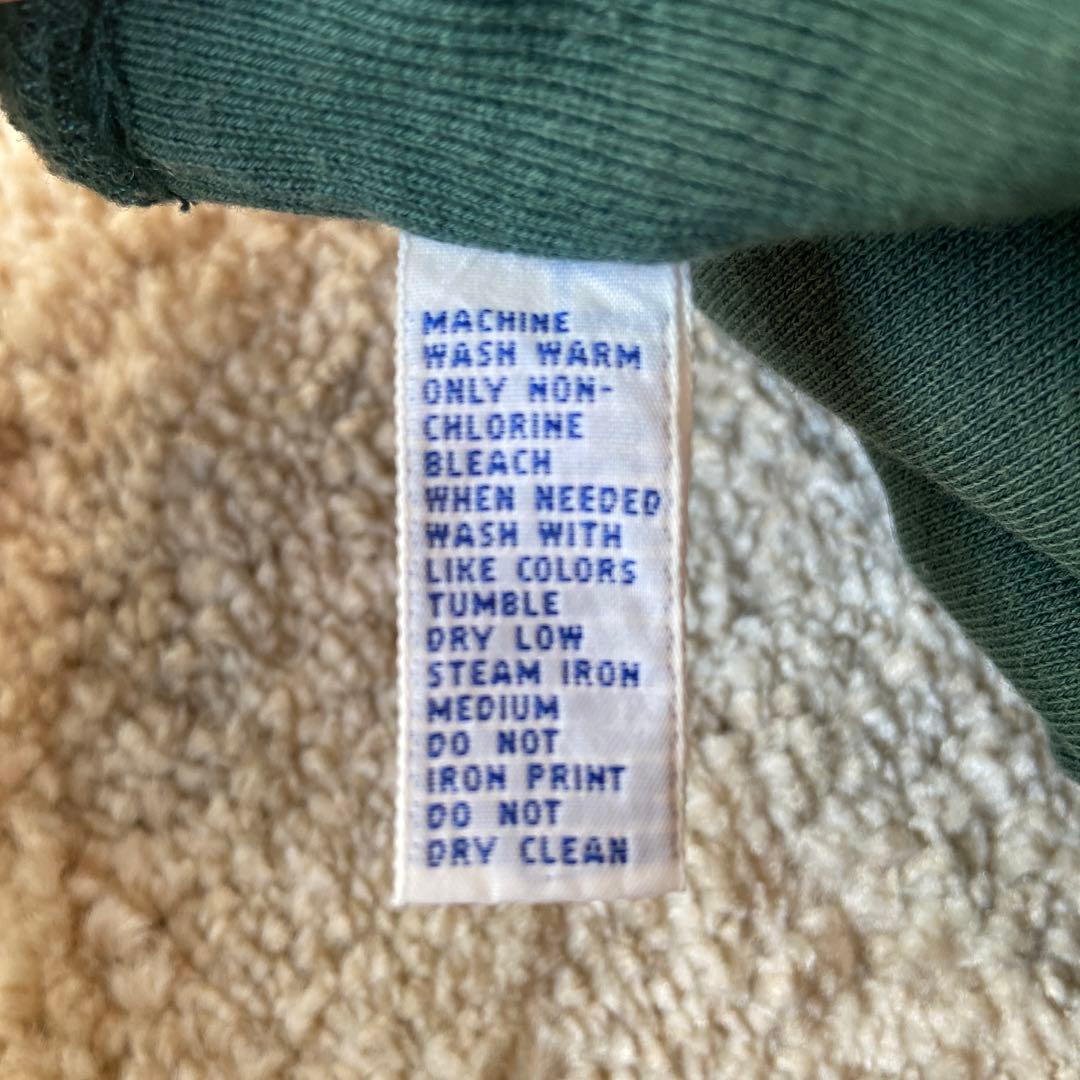 MACHINE
WASH WARM
ONLY NON-
CHLORINE
BLEACH
WHEN NEEDED
WASH WITH
LIKE COLORS
TUMBLE
DRY LOW
STEAM IRON
MEDIUM
DO NOT
IRON PRINT
DO NOT
DRY CLEAN